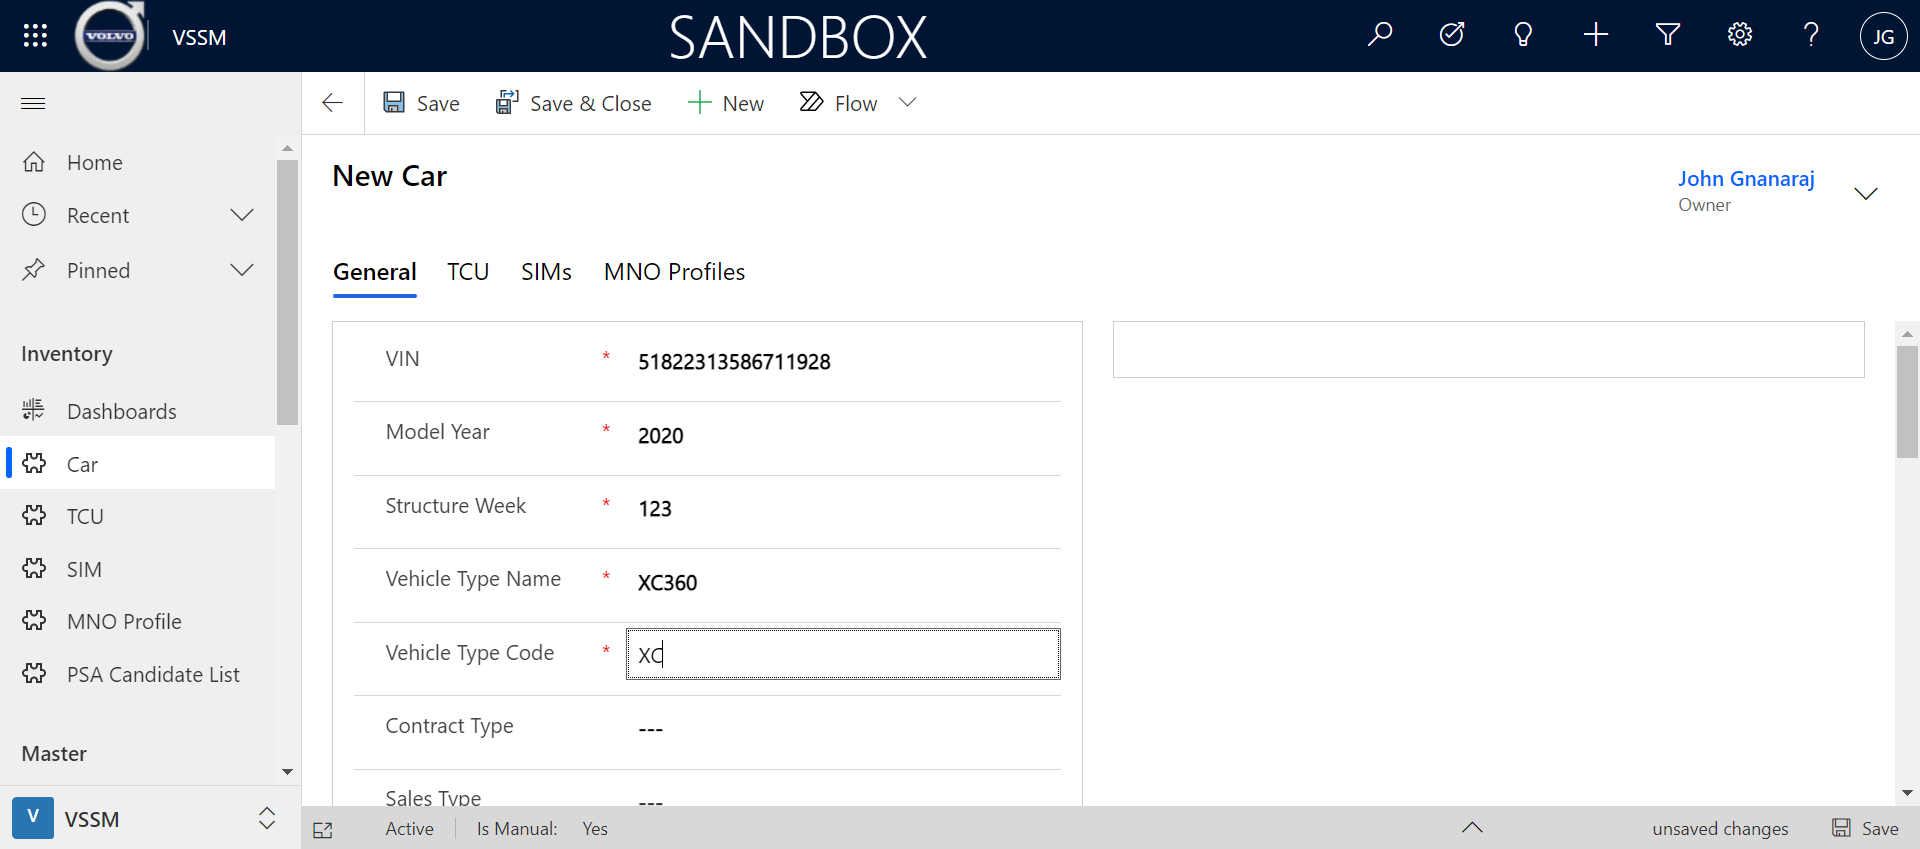 VOLVO
VSSM
SANDBOX
JG
Save
Save & Close
New
Flow
Home
Recent
Pinned
Inventory
Dashboards
Car
TCU
SIM
MNO Profile
PSA Candidate List
Master
V
VSSM
New Car
John Gnanaraj
Owner
General
TCU
SIMs
MNO Profiles
VIN * 51822313586711928
Model Year * 2020
Structure Week * 123
Vehicle Type Name * XC360
Vehicle Type Code * XC
Contract Type ---
Sales Type ---
Active
Is Manual: Yes
unsaved changes
Save